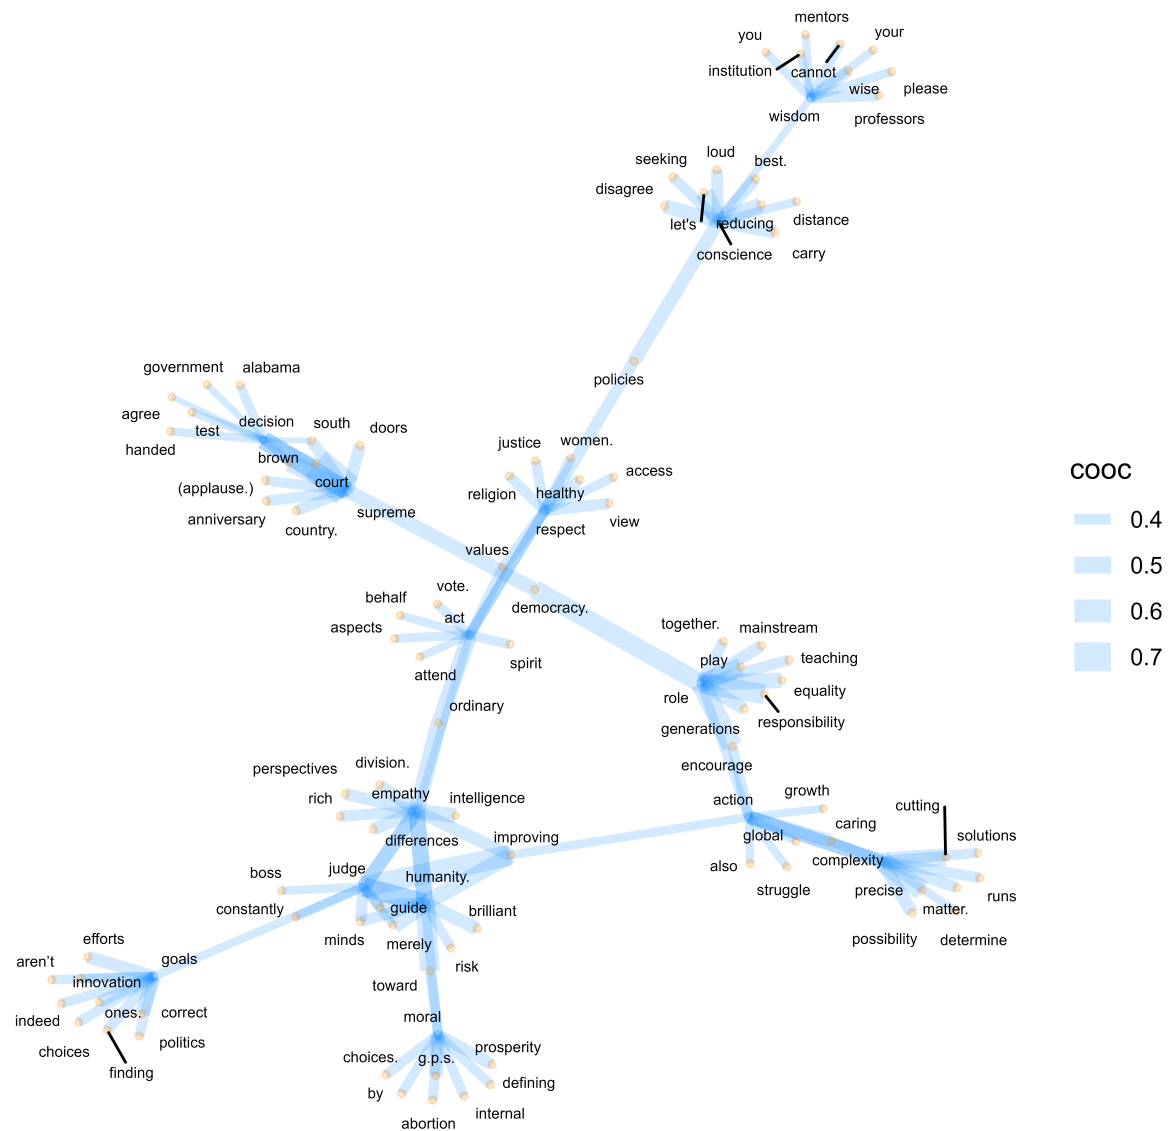 mentors
you
your
institution
cannot
wise
please
wisdom
professors
loud
seeking
best.
disagree
let's
reducing
distance
conscience
carry
government
alabama
policies
agree
test
decision
south
doors
handed
brown
justice
women.
access
(applause.)
court
religion
healthy
anniversary
supreme
country.
respect
view
values
cooc
0.4
0.5
0.6
0.7
vote.
behalf
act
democracy.
aspects
together.
mainstream
attend
spirit
play
teaching
role
equality
ordinary
generations
responsibility
perspectives
division.
encourage
rich
empathy
intelligence
action
growth
cutting
differences
improving
global
caring
solutions
boss
judge
humanity.
also
complexity
struggle
precise
runs
constantly
guide
brilliant
matter.
minds
merely
possibility
determine
efforts
goals
risk
aren't
innovation
toward
indeed
ones.
correct
moral
choices
politics
finding
choices.
g.p.s.
prosperity
by
defining
abortion
internal